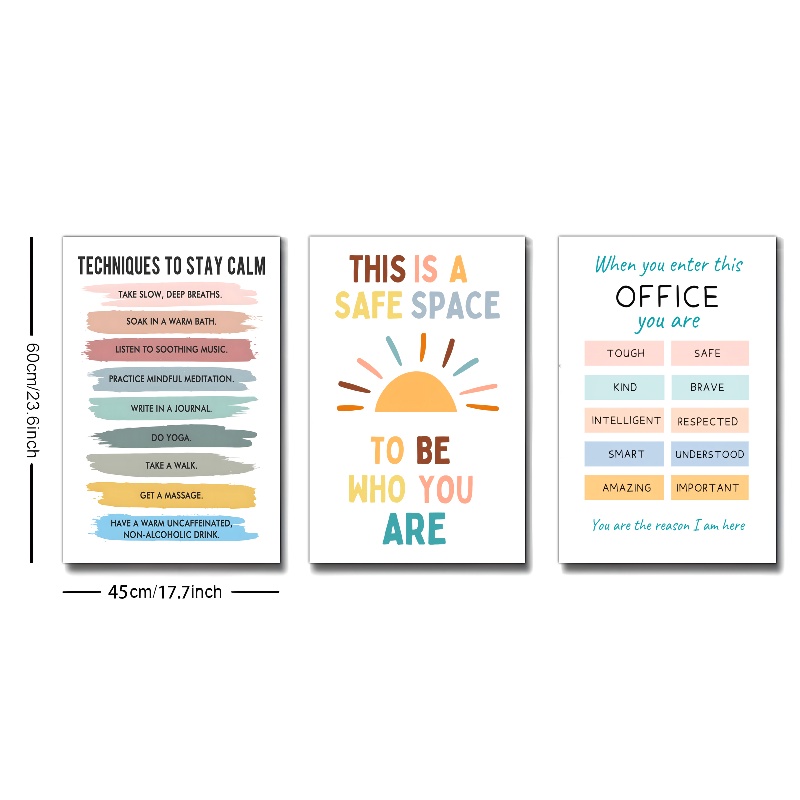 60cm/23.6inch
TECHNIQUES TO STAY CALM
TAKE SLOW, DEEP BREATHS.
SOAK IN A WARM BATH.
LISTEN TO SOOTHING MUSIC.
PRACTICE MINDFUL MEDITATION.
WRITE IN A JOURNAL.
DO YOGA.
TAKE A WALK.
GET A MASSAGE.
HAVE A WARM UNCAFFEINATED,
NON-ALCOHOLIC DRINK.
45cm/17.7inch
THIS IS A
SAFE SPACE
TO BE
WHO YOU
ARE
When you enter this
OFFICE
you are
TOUGH SAFE
KIND BRAVE
INTELLIGENT RESPECTED
SMART UNDERSTOOD
AMAZING IMPORTANT
You are the reason I am here